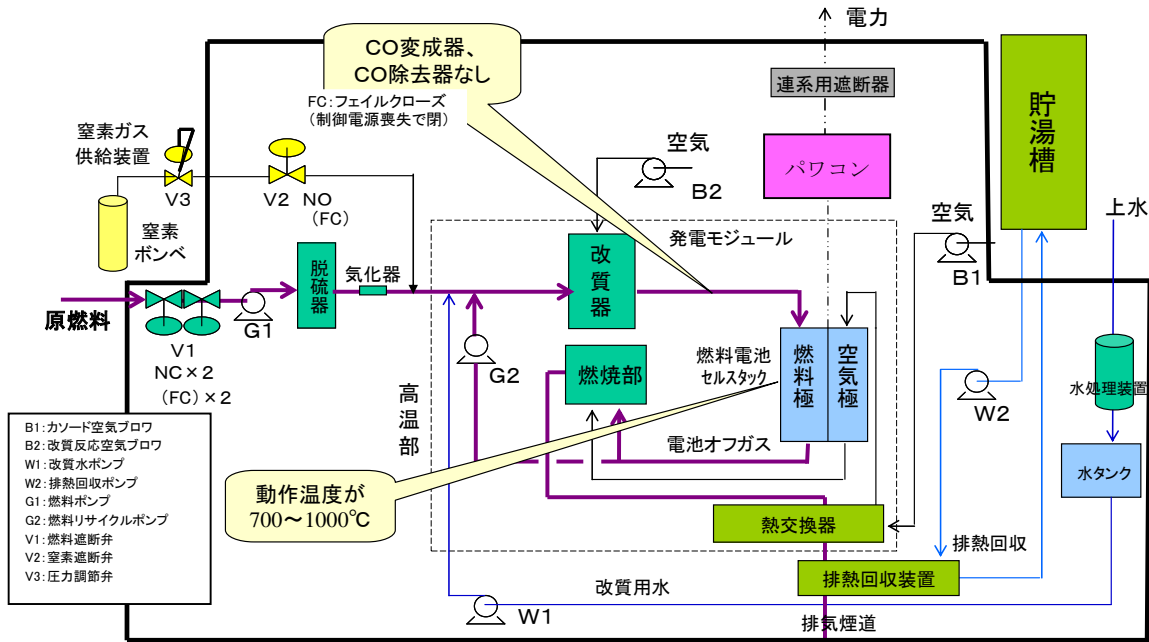 電力
CO変成器、
CO除去器なし
FC:フェイルクローズ
(制御電源喪失で閉)
連系用遮断器
貯湯槽
窒素ガス
供給装置
V3
V2
NO
(FC)
空気
B2
パワコン
空気
B1
上水
窒素
ボンベ
発電モジュール
脱硫器
気化器
改質器
原燃料
G1
V1
NC×2
(FC)×2
G2
燃焼部
燃料電池
セルスタック
燃料極
空気極
W2
水処理装置
高温部
電池オフガス
水タンク
B1:カソード空気ブロワ
B2:改質反応空気ブロワ
W1:改質水ポンプ
W2:排熱回収ポンプ
G1:燃料ポンプ
G2:燃料リサイクルポンプ
V1:燃料遮断弁
V2:窒素遮断弁
V3:圧力調節弁
動作温度が
700~1000℃
熱交換器
排熱回収
排熱回収装置
改質用水
W1
排気煙道